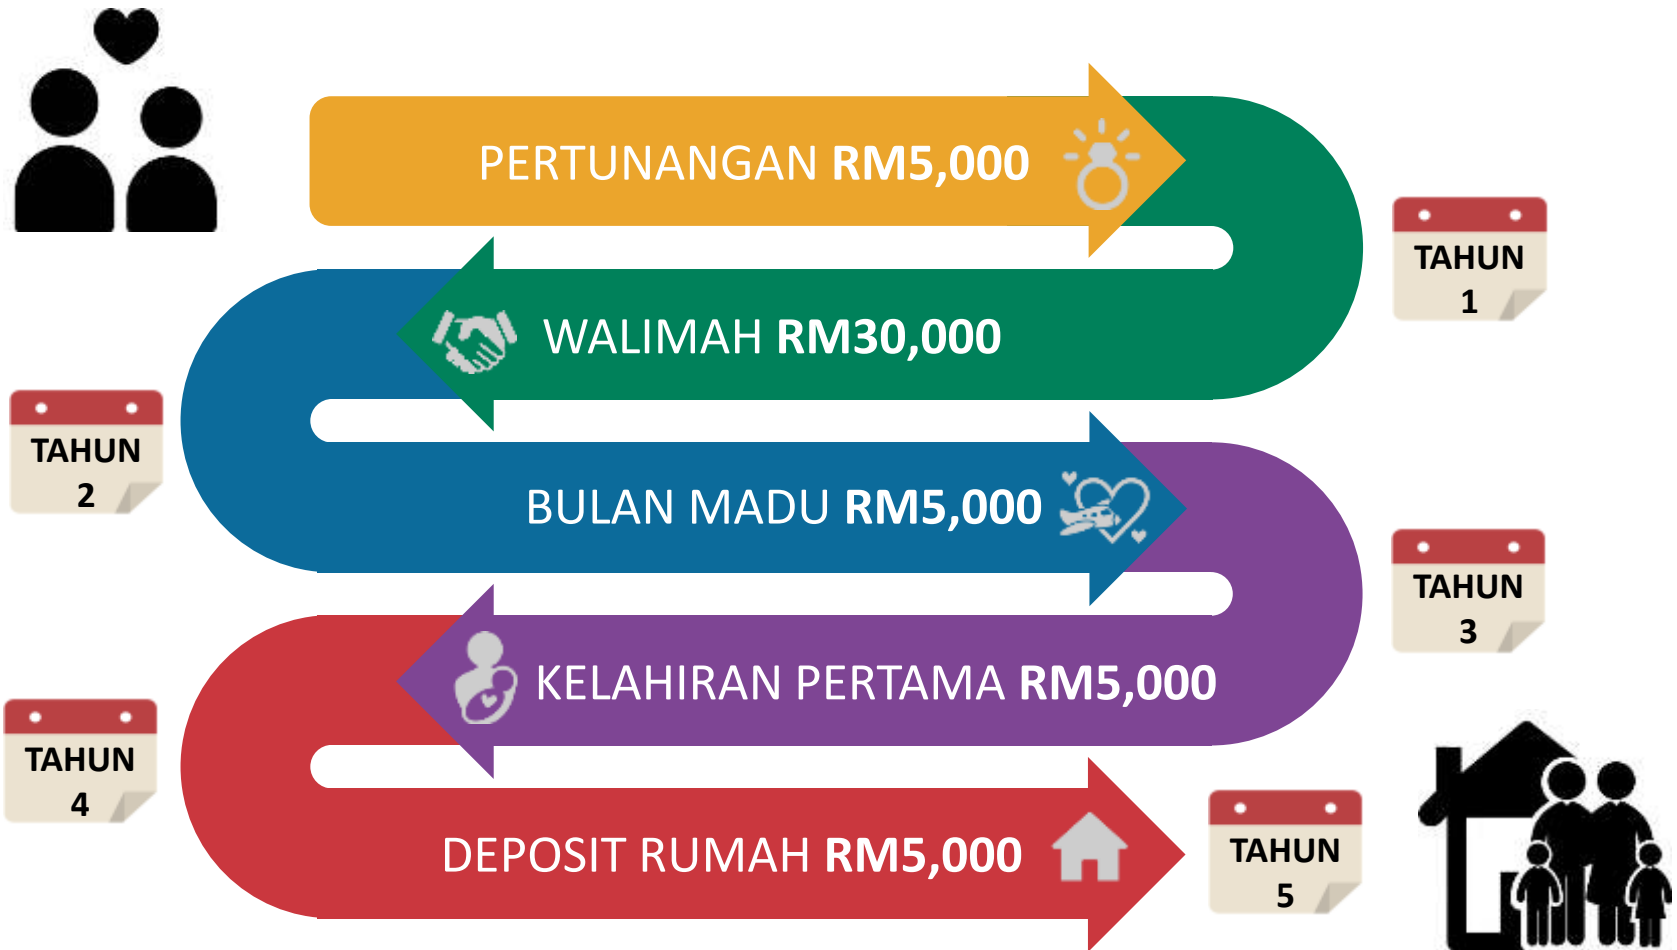 PERTUNANGAN RM5,000
TAHUN
1
WALIMAH RM30,000
TAHUN
2
BULAN MADU RM5,000
TAHUN
3
KELAHIRAN PERTAMA RM5,000
TAHUN
4
DEPOSIT RUMAH RM5,000
TAHUN
5